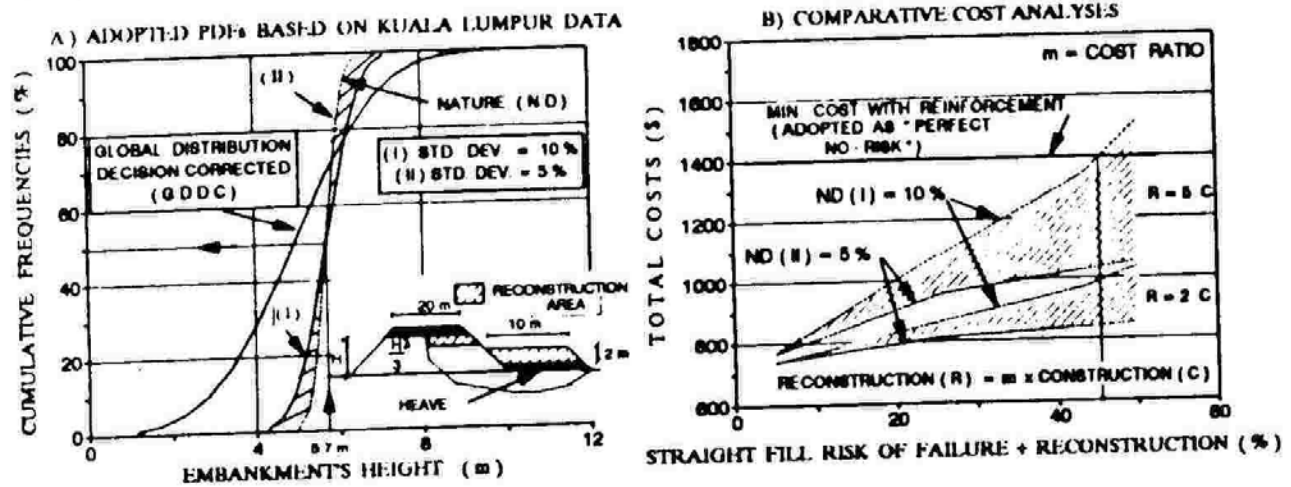 A) ADOPTED PDFs BASED ON KUALA LUMPUR DATA
CUMULATIVE FREQUENCIES (%)
100
80
60
40
20
0
(II)
NATURE (ND)
GLOBAL DISTRIBUTION
DECISION CORRECTED
(GDDC)
(I) STD DEV. = 10%
(II) STD. DEV. = 5%
(I)
RECONSTRUCTION
AREA
20 m
10 m
H
3
2 m
HEAVE
0
4
5.7 m
8
12
EMBANKMENT'S HEIGHT (m)
B) COMPARATIVE COST ANALYSES
TOTAL COSTS ($)
1800
1600
1400
1200
1000
800
600
m = COST RATIO
MIN COST WITH REINFORCEMENT
(ADOPTED AS "PERFECT
NO-RISK")
ND (I) = 10%
R = 5 C
ND (II) = 5%
R = 2 C
RECONSTRUCTION (R) = m x CONSTRUCTION (C)
0
20
40
60
STRAIGHT FILL RISK OF FAILURE + RECONSTRUCTION (%)